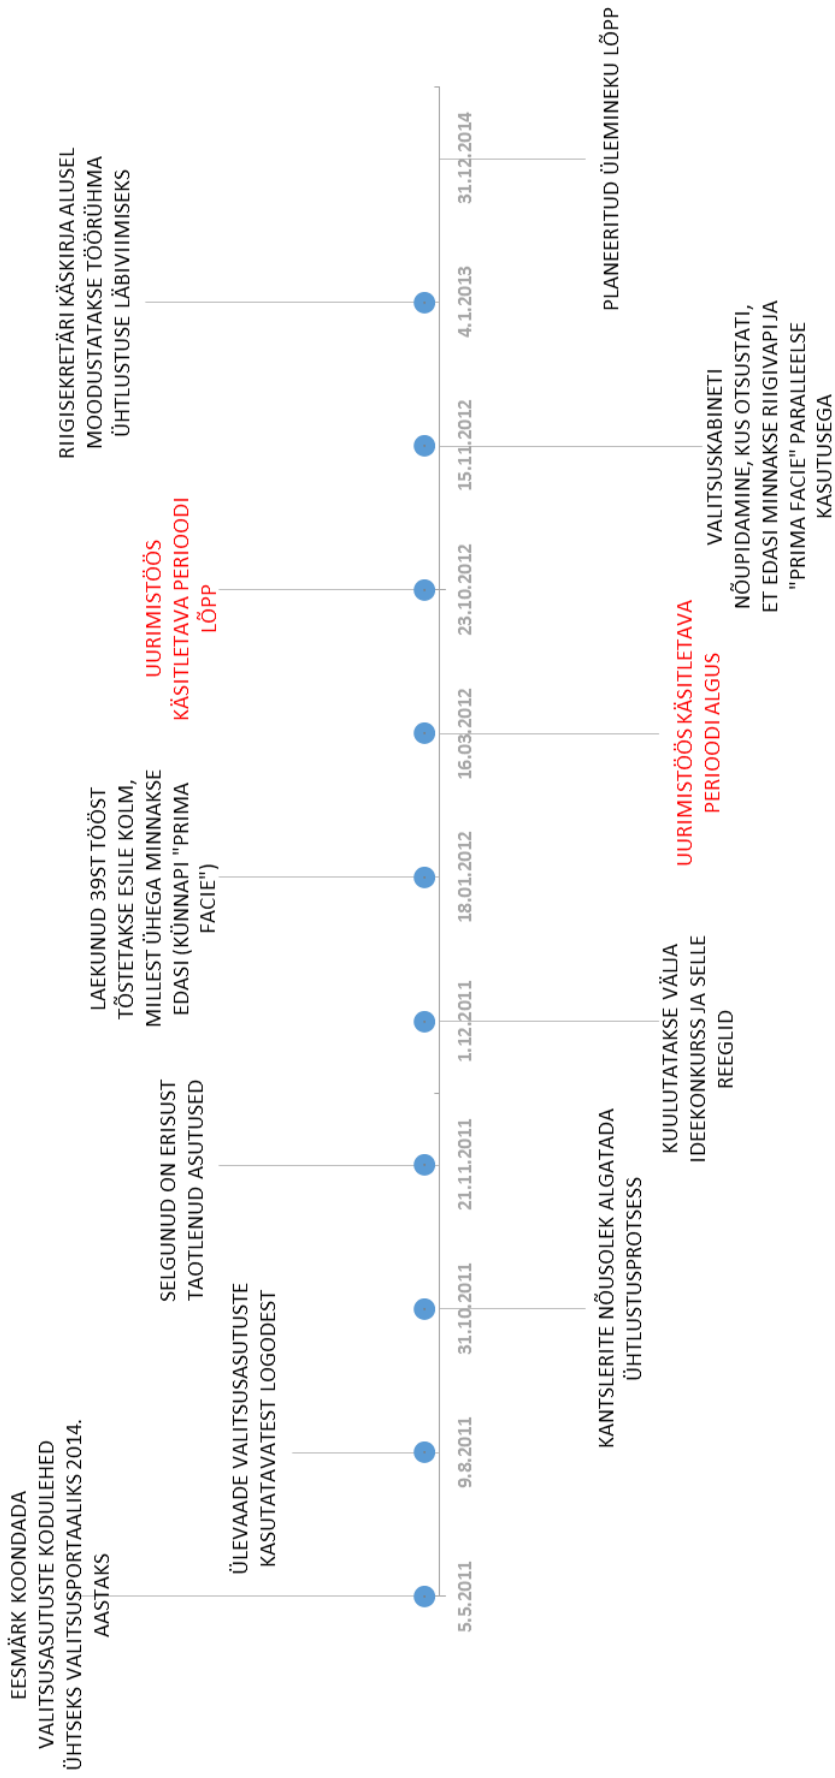 EESMÄRK KOONDADA
VALITSUSASUTUSTE KODULEHED
ÜHTSEKS VALITSUSPORTAALIKS 2014.
AASTAKS
5.5.2011
ÜLEVAADE VALITSUSASUTUSTE
KASUTATAVATEST LOGODEST
9.8.2011
31.10.2011
KANTSLERITE NÕUSOLEK ALGATADA
ÜHTLUSTUSPROTSESS
SELGUNUD ON ERISUST
TAOTLENUD ASUTUSED
21.11.2011
1.12.2011
KUULUTATAKSE VÄLJA
IDEEKONKURSS JA SELLE
REEGLID
LAEKUNUD 39ST TÖÖST
TÕSTETAKSE ESILE KOLM,
MILLEST ÜHEGA MINNAKSE
EDASI (KÜNNAPI "PRIMA
FACIE")
18.01.2012
16.03.2012
UURIMISTÖÖS KÄSITLETAVA
PERIOODI ALGUS
UURIMISTÖÖS
KÄSITLETAVA PERIOODI
LÕPP
23.10.2012
15.11.2012
VALITSUSKABINETI
NÕUPIDAMINE, KUS OTSUSTATI,
ET EDASI MINNAKSE RIIGIVAPIJA
"PRIMA FACIE" PARALLEELSE
KASUTUSEGA
RIIGISEKRETÄRI KÄSKIRJA ALUSEL
MOODUSTATAKSE TÖÖRÜHMA
ÜHTLUSTUSE LÄBIVIIMISEKS
4.1.2013
31.12.2014
PLANEERITUD ÜLEMINEKU LÕPP